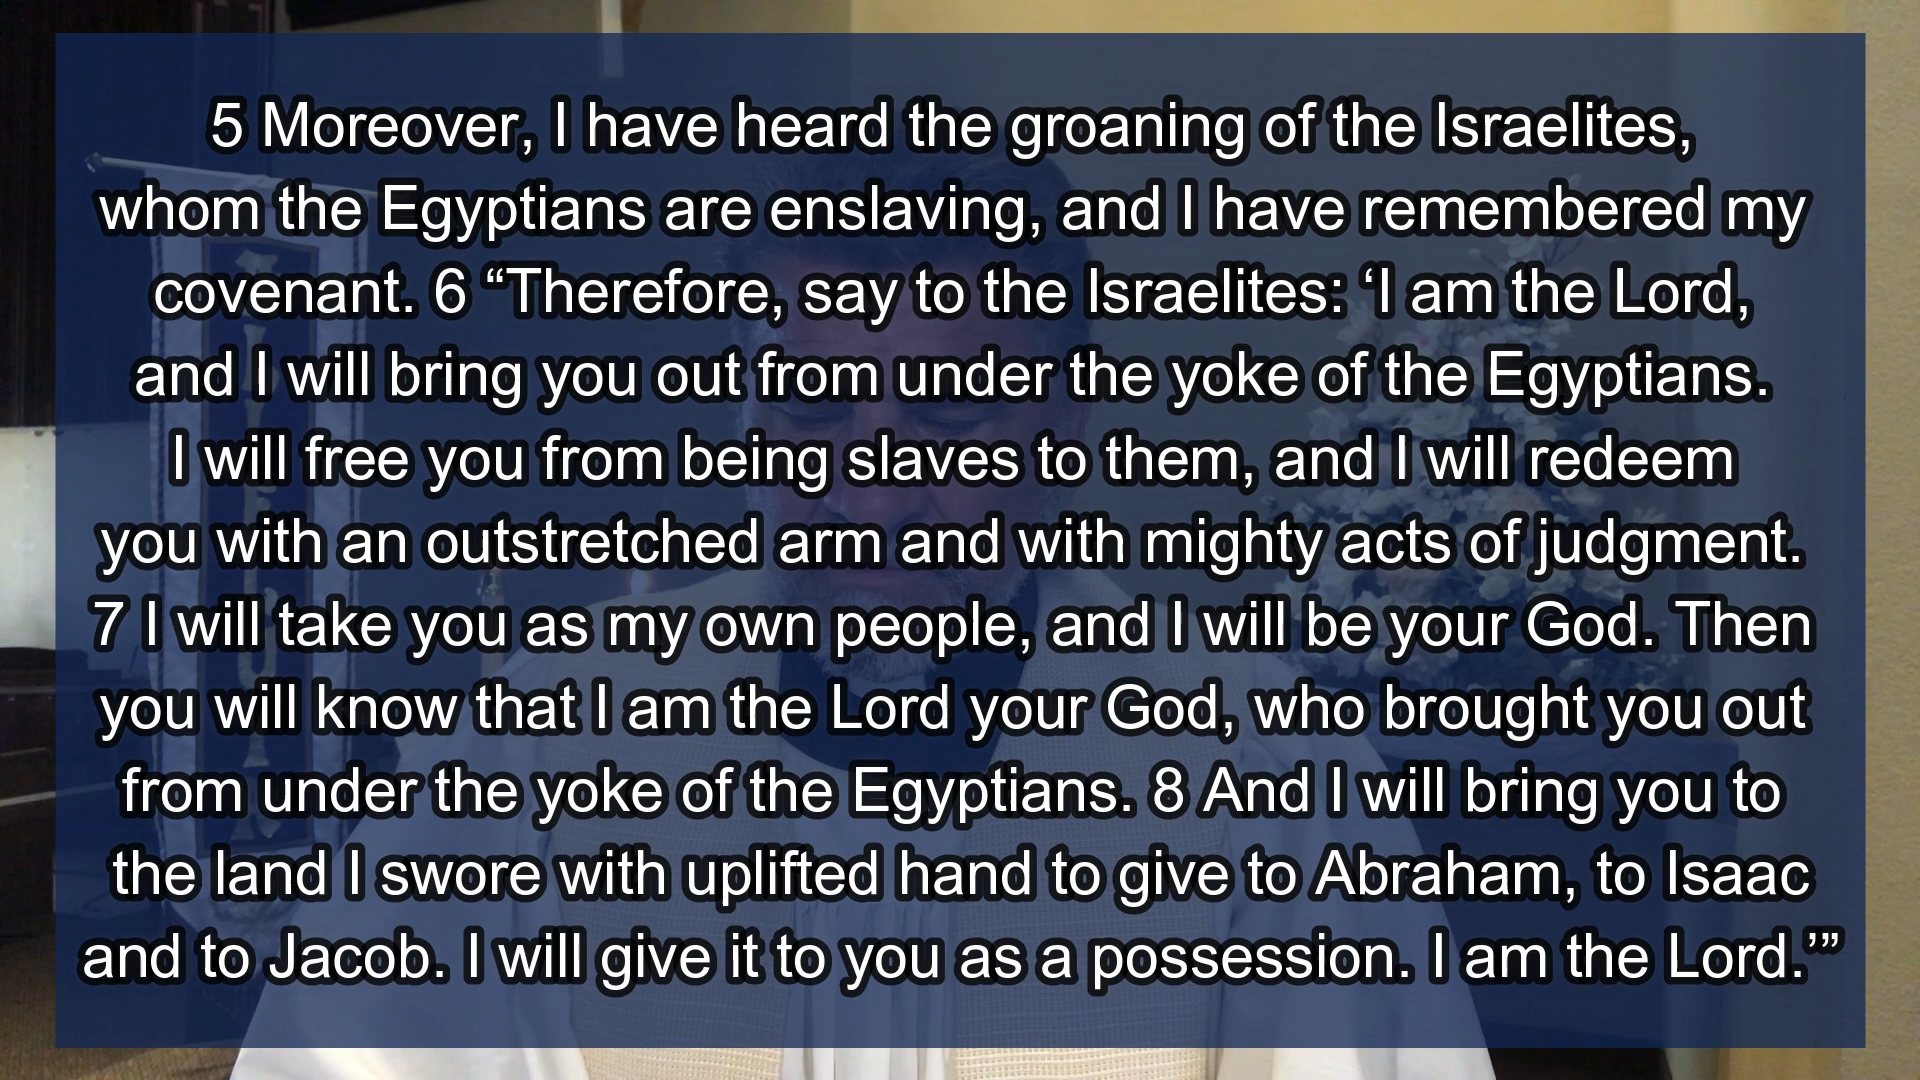 5 Moreover, I have heard the groaning of the Israelites,
whom the Egyptians are enslaving, and I have remembered my
covenant. 6 “Therefore, say to the Israelites: ‘I am the Lord,
and I will bring you out from under the yoke of the Egyptians.
I will free you from being slaves to them, and I will redeem
you with an outstretched arm and with mighty acts of judgment.
7 I will take you as my own people, and I will be your God. Then
you will know that I am the Lord your God, who brought you out
from under the yoke of the Egyptians. 8 And I will bring you to
the land I swore with uplifted hand to give to Abraham, to Isaac
and to Jacob. I will give it to you as a possession. I am the Lord.’”